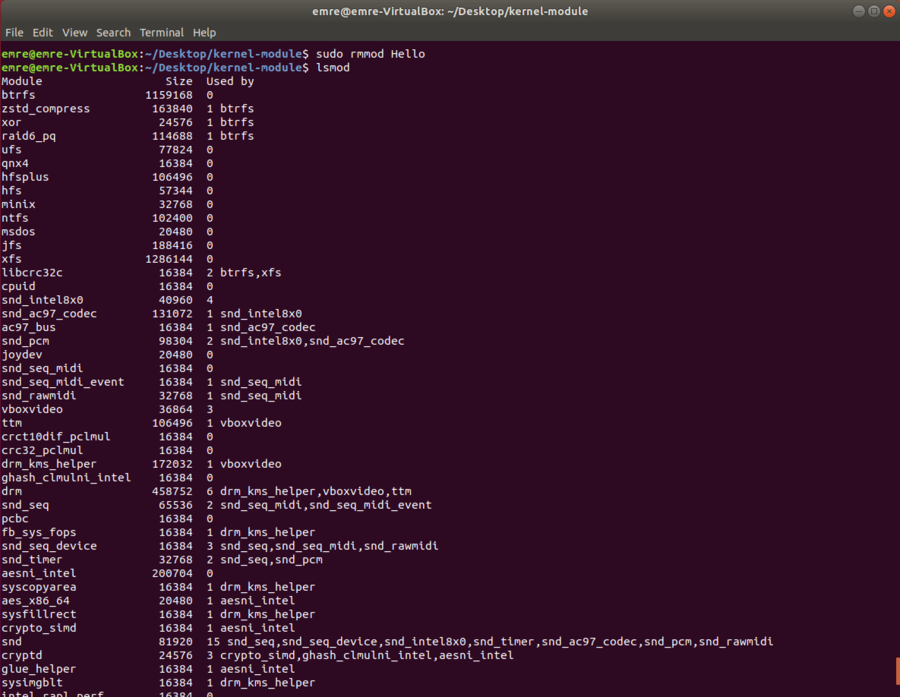 emre@emre-VirtualBox: ~/Desktop/kernel-module
File Edit View Search Terminal Help
emre@emre-VirtualBox:~/Desktop/kernel-module$ sudo rmmod Hello
emre@emre-VirtualBox:~/Desktop/kernel-module$ lsmod
Module                  Size  Used by
btrfs                1159168  0
zstd_compress         163840  1 btrfs
xor                    24576  1 btrfs
raid6_pq              114688  1 btrfs
ufs                    77824  0
qnx4                   16384  0
hfsplus               106496  0
hfs                    57344  0
minix                  32768  0
ntfs                  102400  0
msdos                  20480  0
jfs                   188416  0
xfs                  1286144  0
libcrc32c              16384  2 btrfs,xfs
cpuid                  16384  0
snd_intel8x0           40960  4
snd_ac97_codec        131072  1 snd_intel8x0
ac97_bus               16384  1 snd_ac97_codec
snd_pcm                98304  2 snd_intel8x0,snd_ac97_codec
joydev                 20480  0
snd_seq_midi           16384  0
snd_seq_midi_event     16384  1 snd_seq_midi
snd_rawmidi            32768  1 snd_seq_midi
vboxvideo              36864  3
ttm                   106496  1 vboxvideo
crct10dif_pclmul       16384  0
crc32_pclmul           16384  0
drm_kms_helper        172032  1 vboxvideo
ghash_clmulni_intel    16384  0
drm                   458752  6 drm_kms_helper,vboxvideo,ttm
snd_seq                65536  2 snd_seq_midi,snd_seq_midi_event
pcbc                   16384  0
fb_sys_fops            16384  1 drm_kms_helper
snd_seq_device         16384  3 snd_seq,snd_seq_midi,snd_rawmidi
snd_timer              32768  2 snd_seq,snd_pcm
aesni_intel           200704  0
syscopyarea            16384  1 drm_kms_helper
aes_x86_64             20480  1 aesni_intel
sysfillrect            16384  1 drm_kms_helper
crypto_simd            16384  1 aesni_intel
snd                    81920  15 snd_seq,snd_seq_device,snd_intel8x0,snd_timer,snd_ac97_codec,snd_pcm,snd_rawmidi
cryptd                 24576  3 crypto_simd,ghash_clmulni_intel,aesni_intel
glue_helper            16384  1 aesni_intel
sysimgblt              16384  1 drm_kms_helper
intel_rapl_perf        16384  0